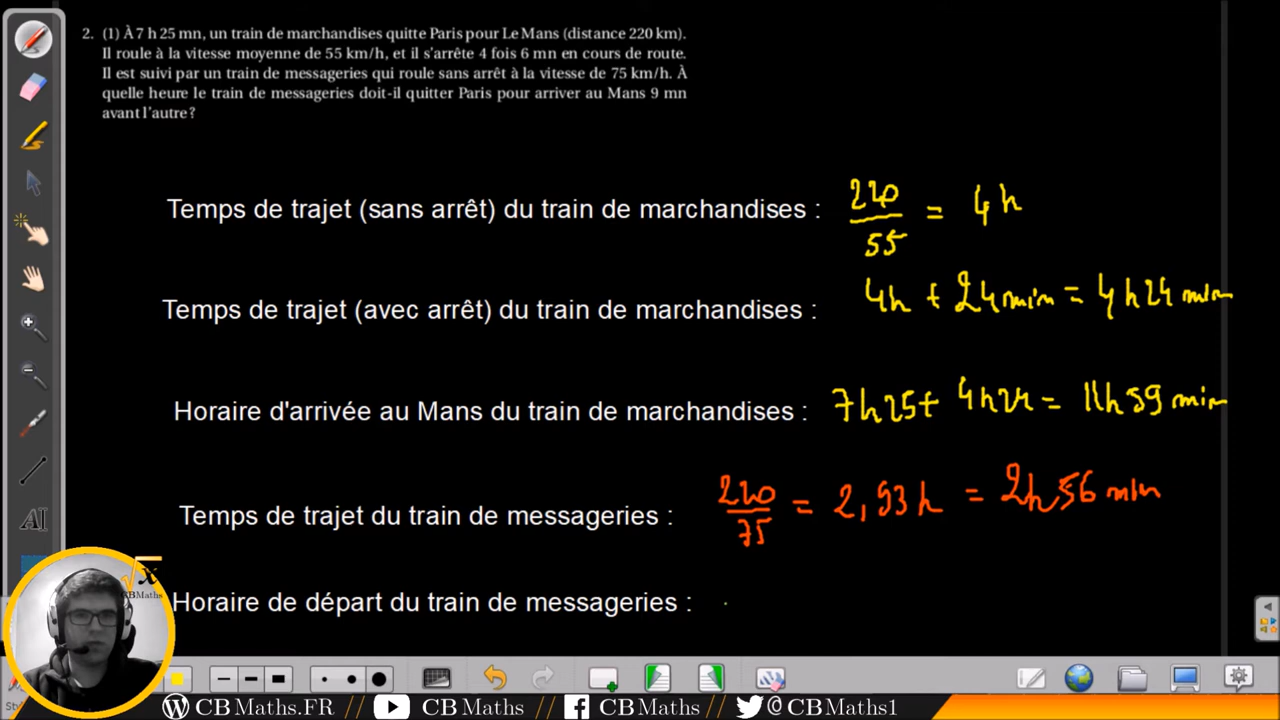 2. (1) À 7 h 25 mn, un train de marchandises quitte Paris pour Le Mans (distance 220 km).
Il roule à la vitesse moyenne de 55 km/h, et il s'arrête 4 fois 6 mn en cours de route.
Il est suivi par un train de messageries qui roule sans arrêt à la vitesse de 75 km/h. À
quelle heure le train de messageries doit-il quitter Paris pour arriver au Mans 9 mn
avant l'autre?
Temps de trajet (sans arrêt) du train de marchandises : 220/55 = 4h
Temps de trajet (avec arrêt) du train de marchandises : 4h + 24 min = 4h24 min
Horaire d'arrivée au Mans du train de marchandises : 7h25 + 4h24 = 11h59 min
Temps de trajet du train de messageries : 220/75 = 2,93 h = 2h56 min
Horaire de départ du train de messageries :
√x
CBMaths
CBMaths.FR // CB Maths // CB Maths // @CBMaths1